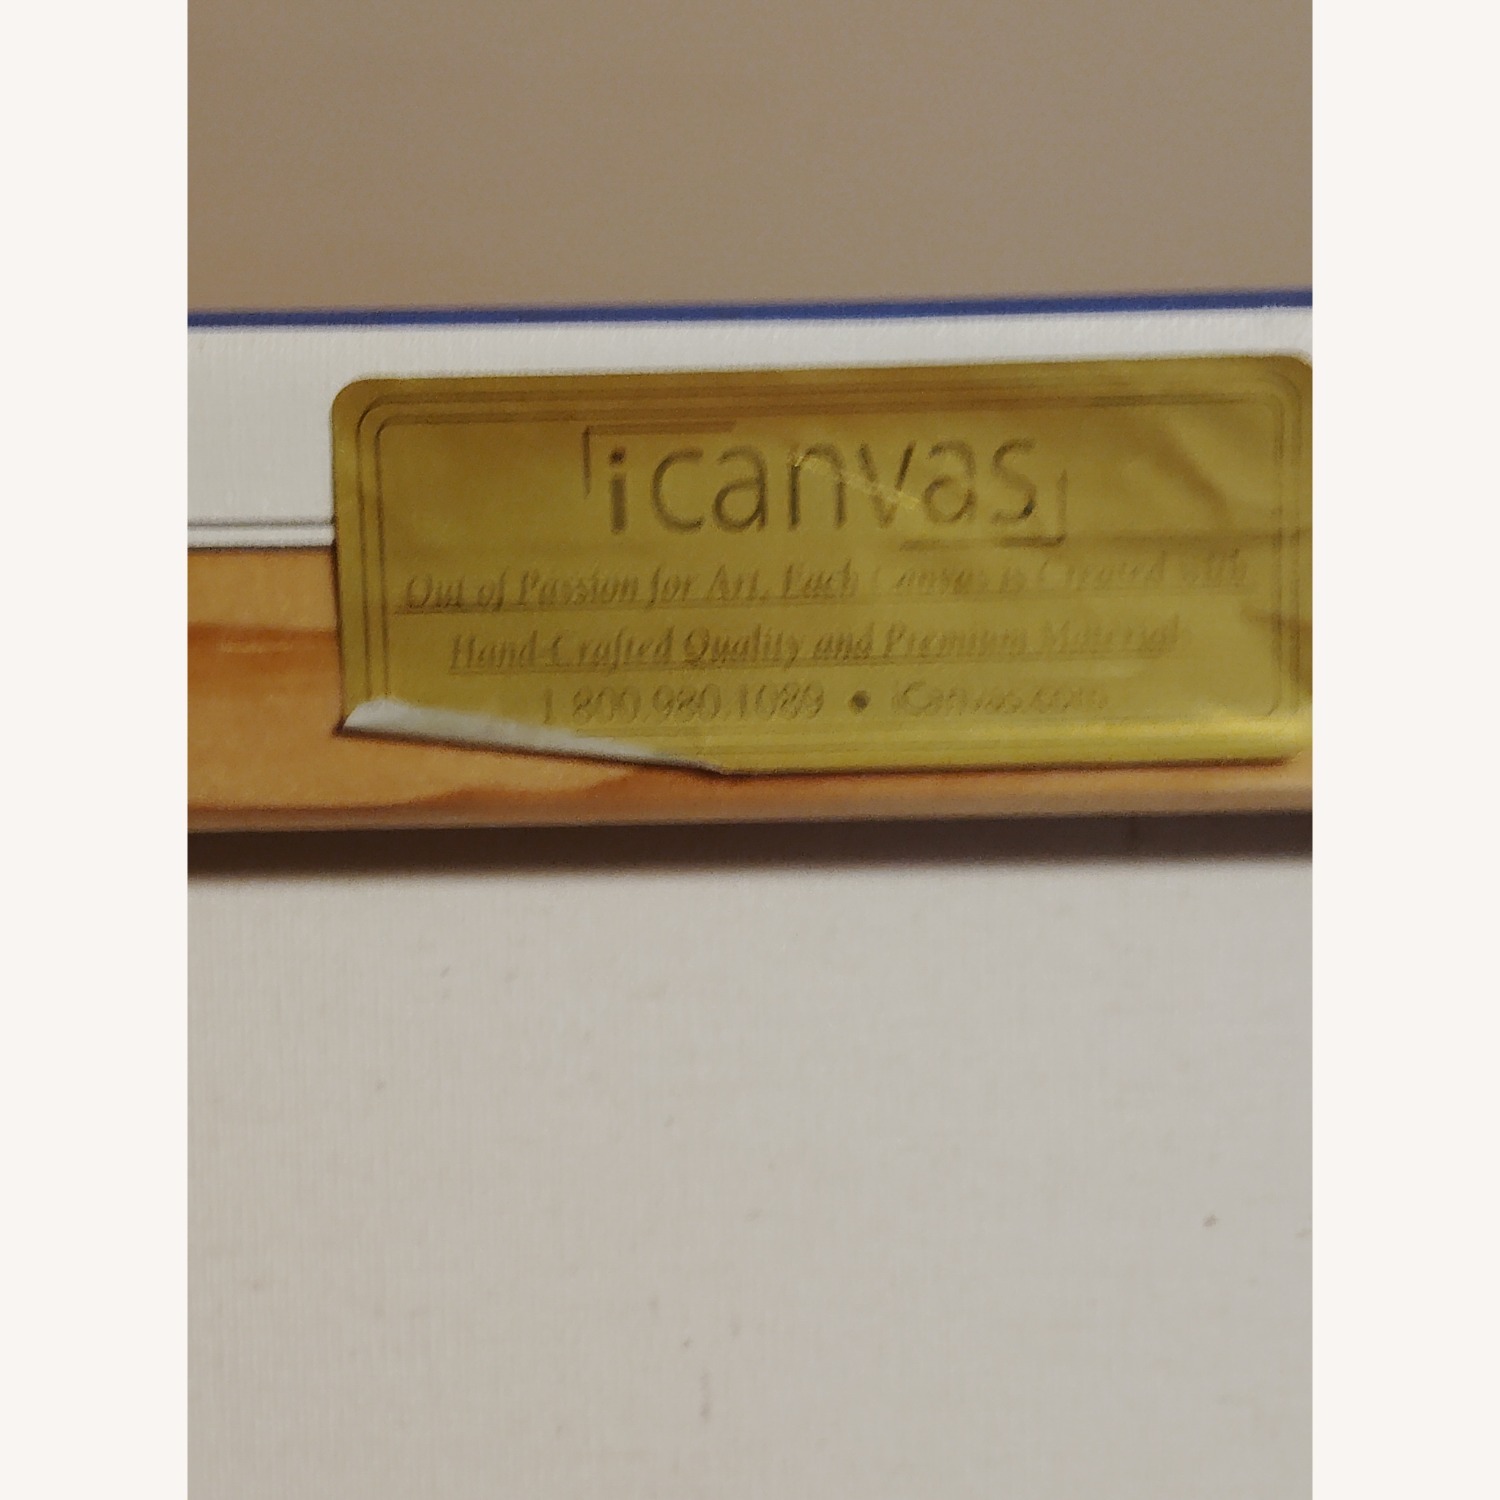 icanvas
Out of Passion for Art, Each Canvas is Created with
Hand-Crafted Quality and Premium Materials
1.800.980.1089 • iCanvas.com